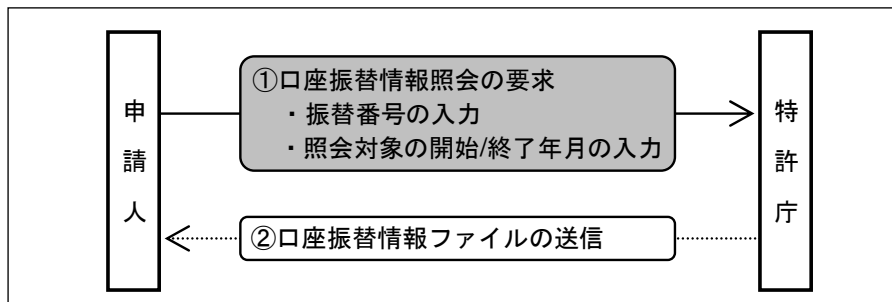 申請人
①口座振替情報照会の要求
・振替番号の入力
・照会対象の開始/終了年月の入力
②口座振替情報ファイルの送信
特許庁